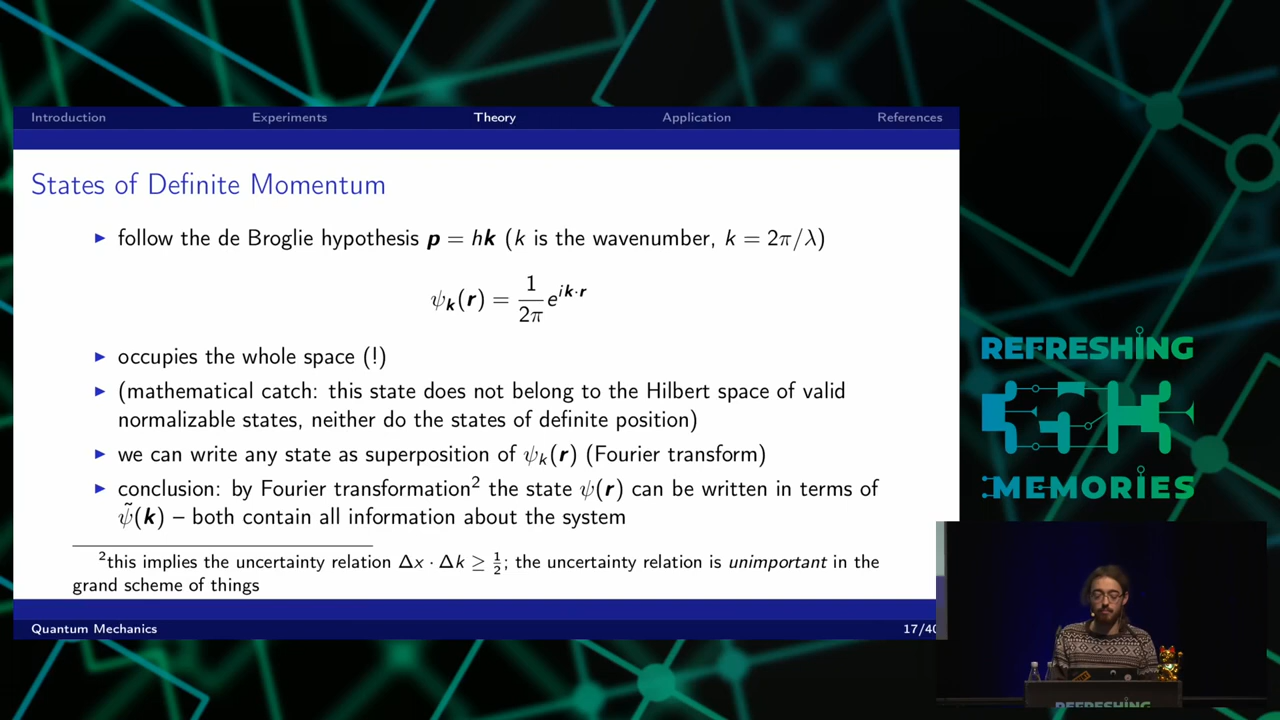 Introduction Experiments Theory Application References
States of Definite Momentum
▶ follow the de Broglie hypothesis p = hk (k is the wavenumber, k = 2π/λ)
ψk(r) = 1/2π e^{ik·r}
▶ occupies the whole space (!)
▶ (mathematical catch: this state does not belong to the Hilbert space of valid
normalizable states, neither do the states of definite position)
▶ we can write any state as superposition of ψk(r) (Fourier transform)
▶ conclusion: by Fourier transformation² the state ψ(r) can be written in terms of
ψ̃(k) – both contain all information about the system
²this implies the uncertainty relation Δx · Δk ≥ ½; the uncertainty relation is unimportant in the
grand scheme of things
Quantum Mechanics 17/40
REFRESHING
MEMORIES
REFRESHING